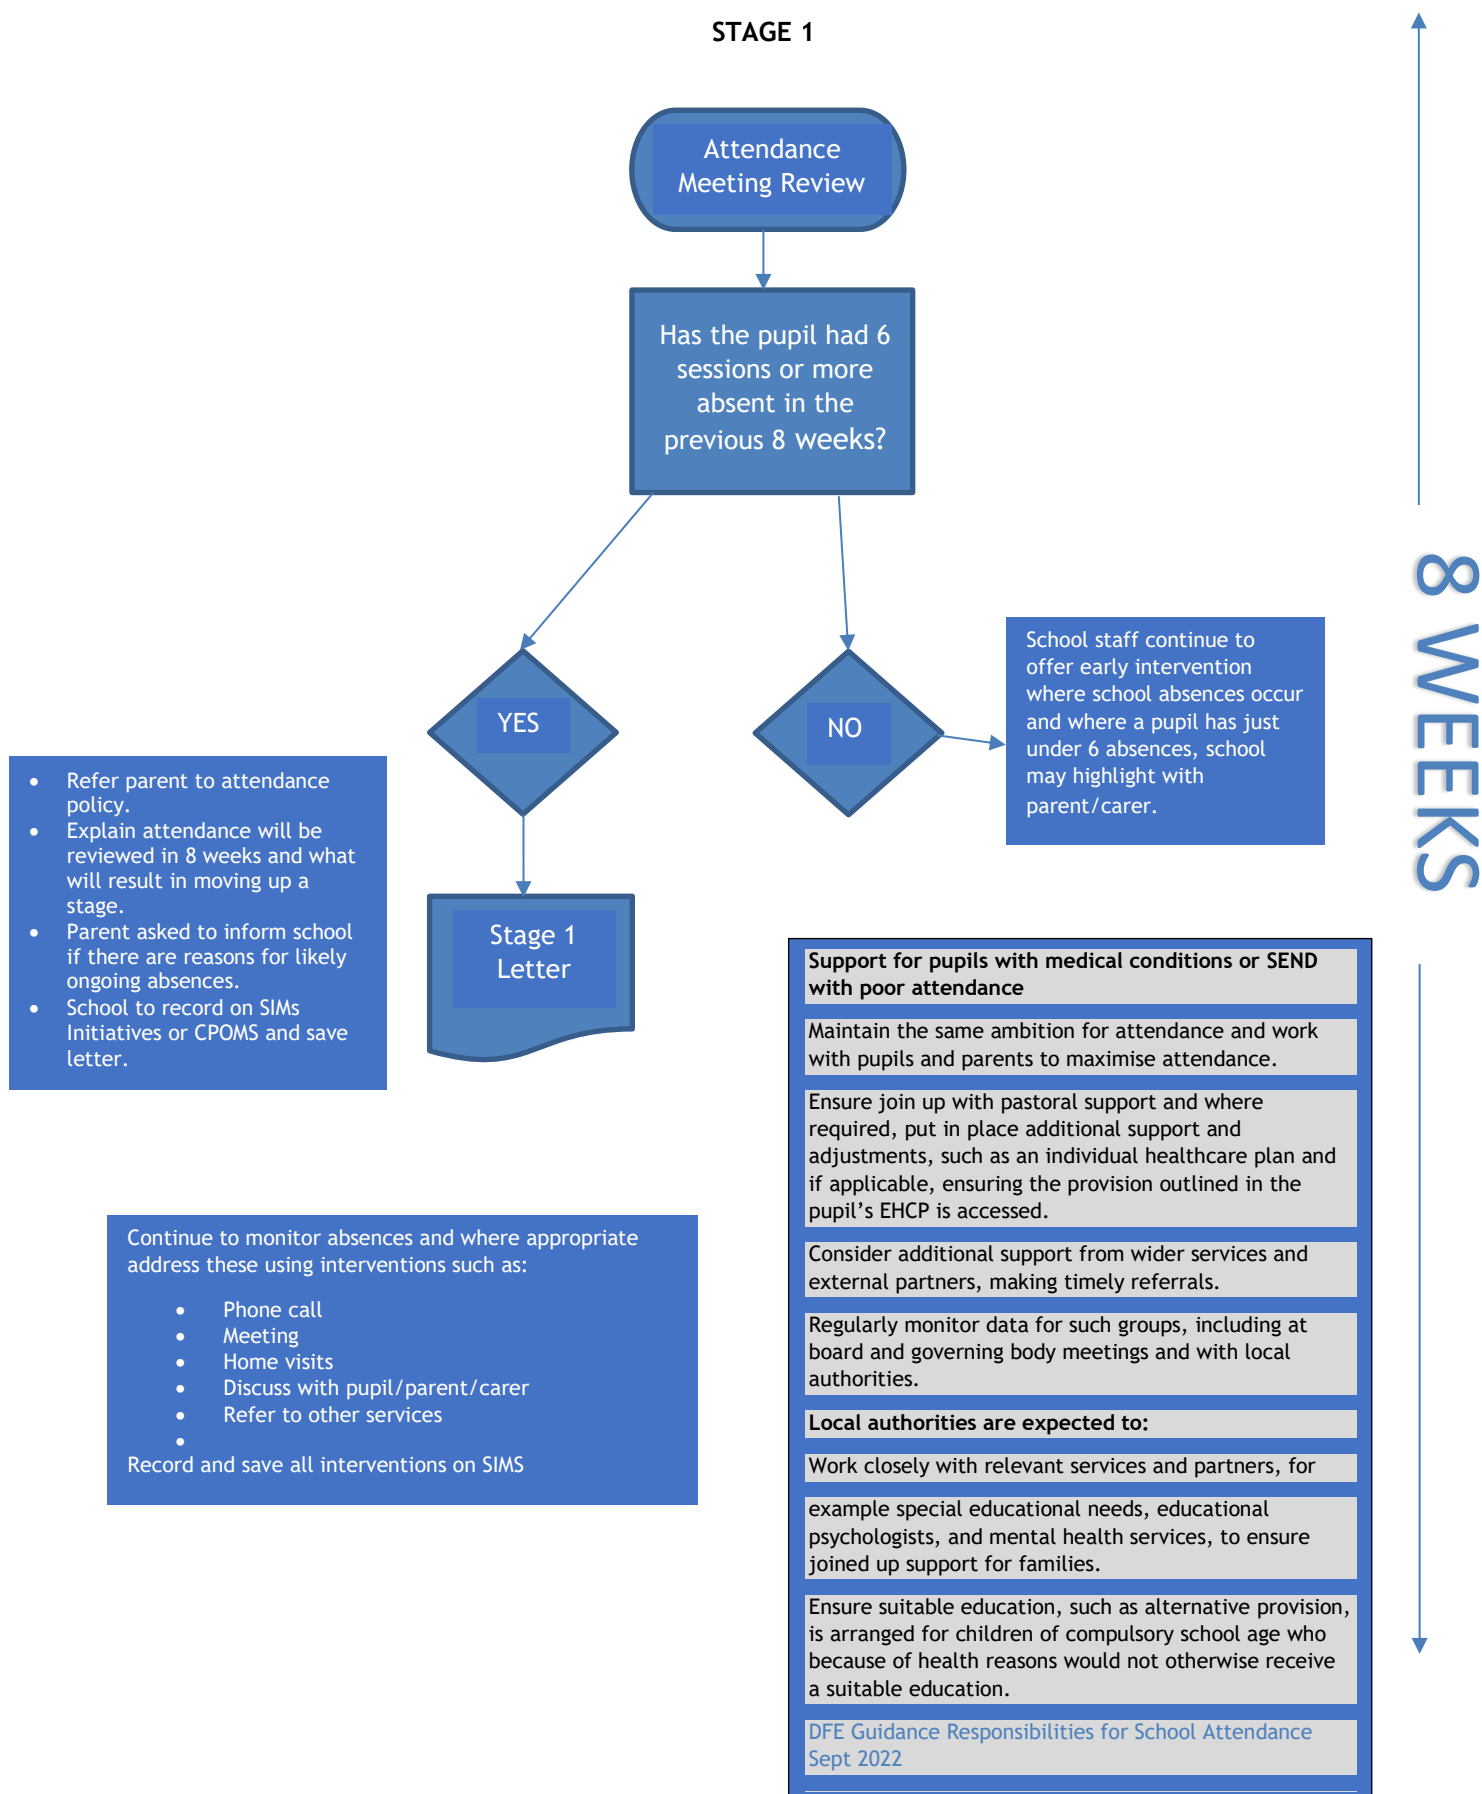 STAGE 1
Attendance
Meeting Review
Has the pupil had 6
sessions or more
absent in the
previous 8 weeks?
YES
NO
School staff continue to
offer early intervention
where school absences occur
and where a pupil has just
under 6 absences, school
may highlight with
parent/carer.
8 WEEKS
• Refer parent to attendance
policy.
• Explain attendance will be
reviewed in 8 weeks and what
will result in moving up a
stage.
• Parent asked to inform school
if there are reasons for likely
ongoing absences.
• School to record on SIMs
Initiatives or CPOMS and save
letter.
Stage 1
Letter
Support for pupils with medical conditions or SEND
with poor attendance
Maintain the same ambition for attendance and work
with pupils and parents to maximise attendance.
Ensure join up with pastoral support and where
required, put in place additional support and
adjustments, such as an individual healthcare plan and
if applicable, ensuring the provision outlined in the
pupil’s EHCP is accessed.
Consider additional support from wider services and
external partners, making timely referrals.
Regularly monitor data for such groups, including at
board and governing body meetings and with local
authorities.
Local authorities are expected to:
Work closely with relevant services and partners, for
example special educational needs, educational
psychologists, and mental health services, to ensure
joined up support for families.
Ensure suitable education, such as alternative provision,
is arranged for children of compulsory school age who
because of health reasons would not otherwise receive
a suitable education.
DFE Guidance Responsibilities for School Attendance
Sept 2022
Continue to monitor absences and where appropriate
address these using interventions such as:
• Phone call
• Meeting
• Home visits
• Discuss with pupil/parent/carer
• Refer to other services
•
Record and save all interventions on SIMS